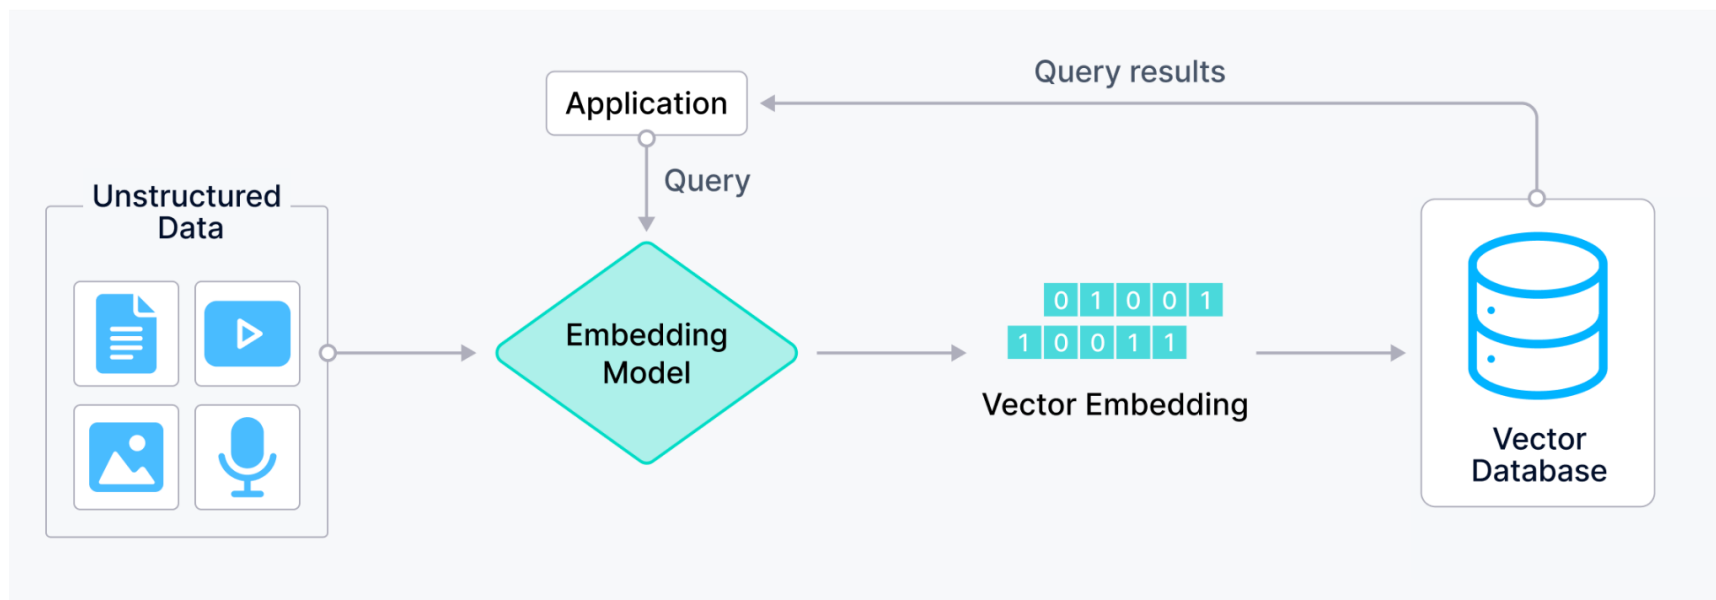 Query results
Application
Query
Unstructured
Data
Embedding
Model
0 1 0 0 1
1 0 0 1 1
Vector Embedding
Vector
Database